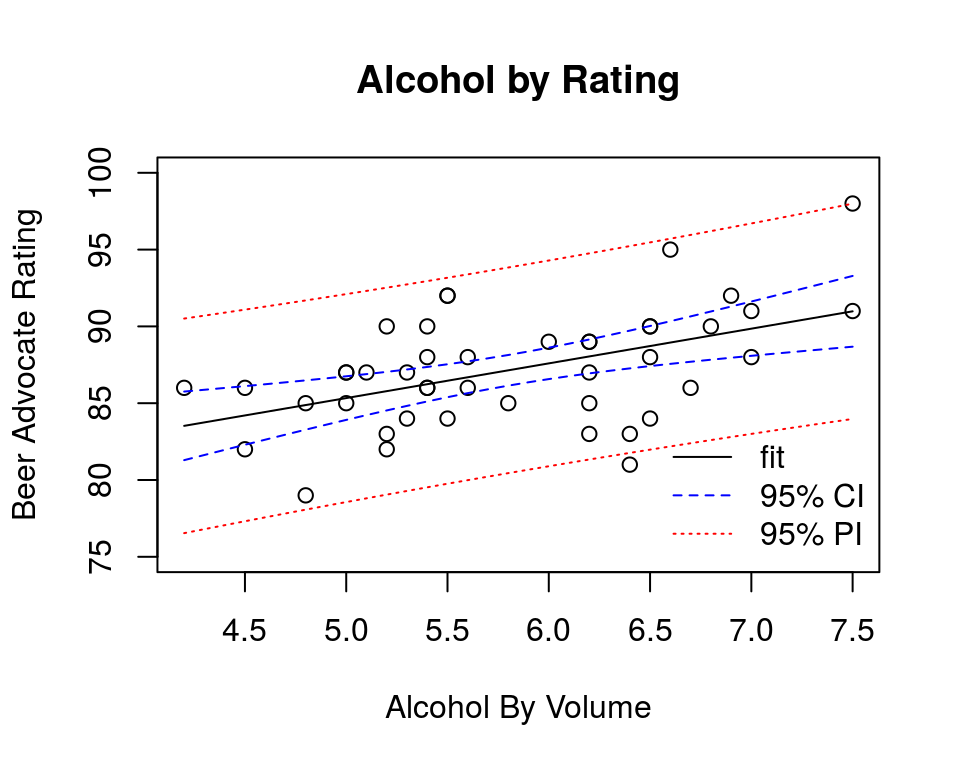 Alcohol by Rating
Beer Advocate Rating
100
95
90
85
80
75
fit
95% CI
95% PI
4.5 5.0 5.5 6.0 6.5 7.0 7.5
Alcohol By Volume